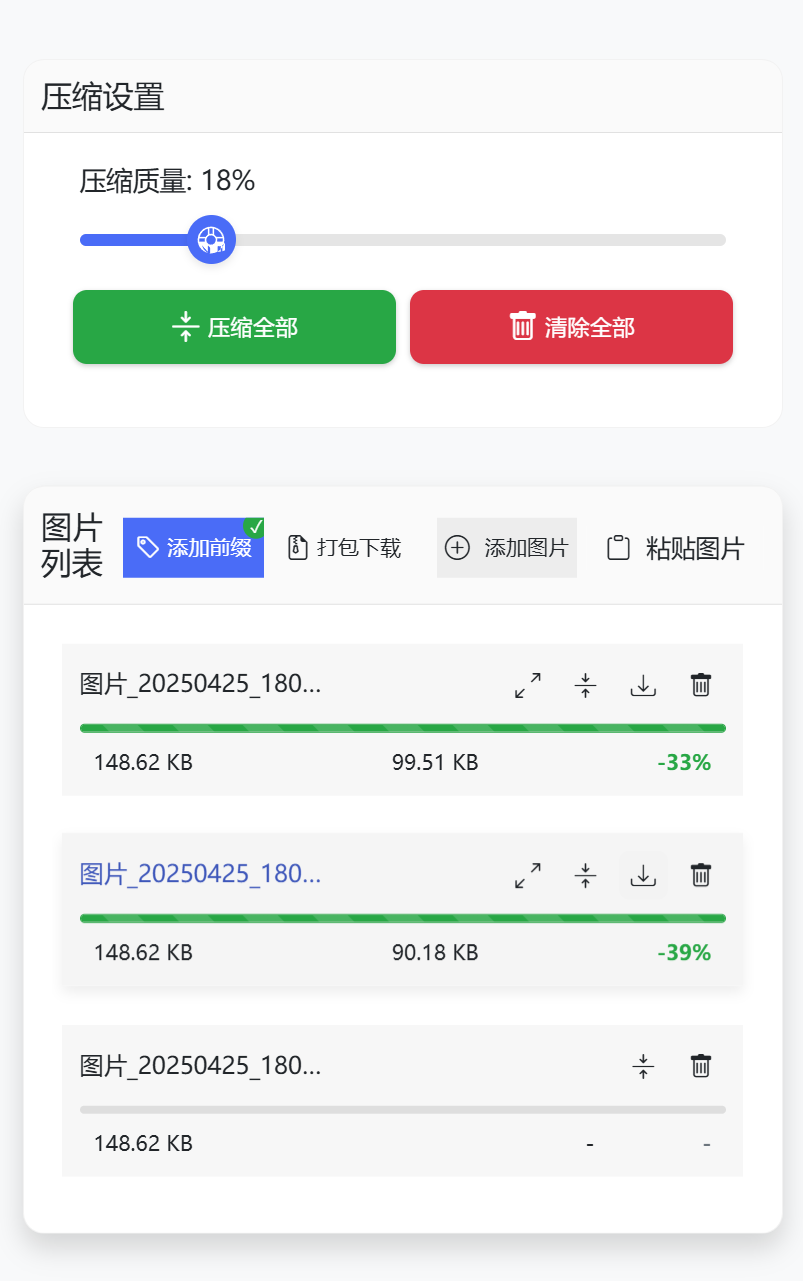 压缩设置
压缩质量: 18%
压缩全部 清除全部
图片列表 添加前缀 打包下载 添加图片 粘贴图片
图片_20250425_180...
148.62 KB 99.51 KB -33%
图片_20250425_180...
148.62 KB 90.18 KB -39%
图片_20250425_180...
148.62 KB - -